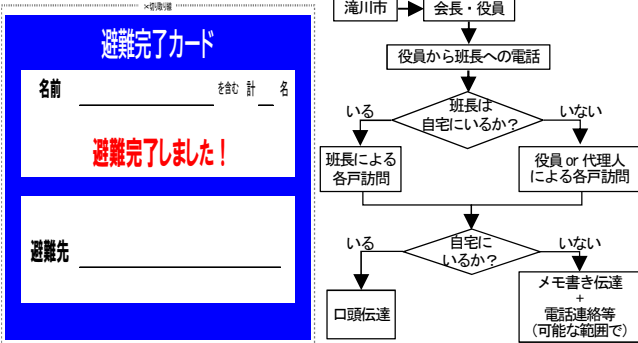 ×切り取り線
避難完了カード
名前 を含む 計 名
避難完了しました！
避難先
滝川市
会長・役員
役員から班長への電話
班長は
自宅にいるか？
いる
いない
班長による
各戸訪問
役員 or 代理人
による各戸訪問
自宅に
いるか？
いる
いない
口頭伝達
メモ書き伝達
+
電話連絡等
(可能な範囲で)